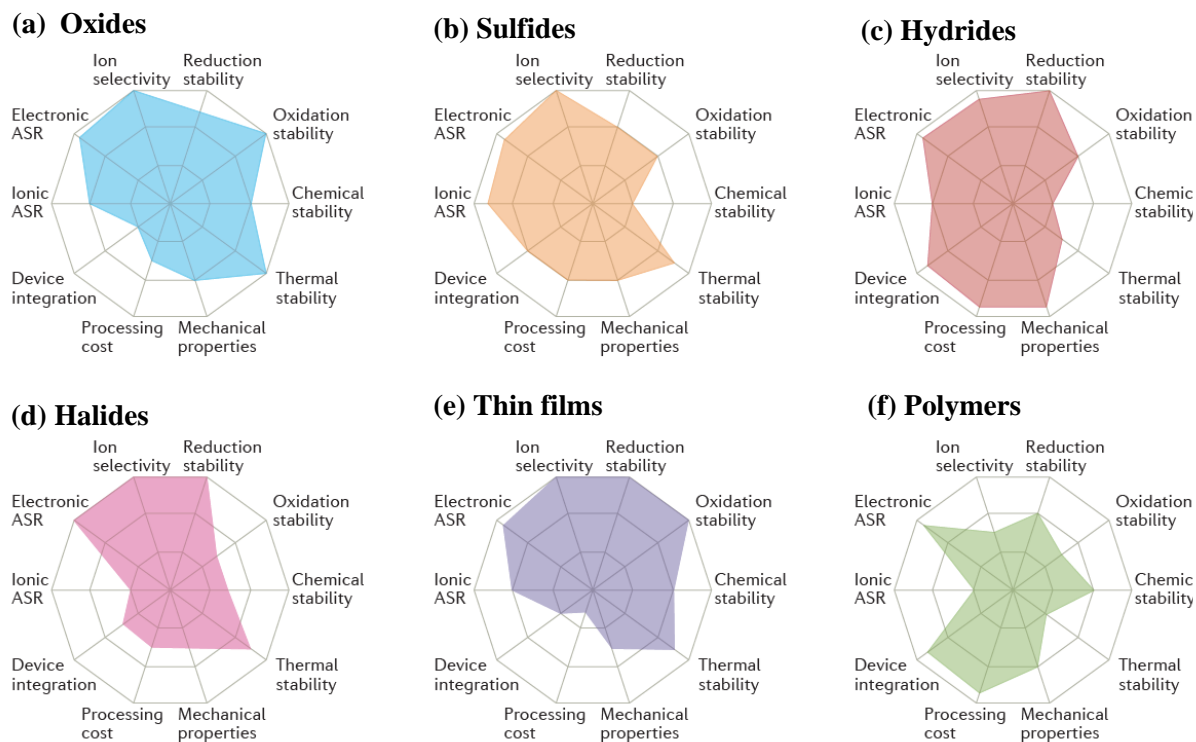 (a) Oxides
Ion
selectivity
Reduction
stability
Electronic
ASR
Oxidation
stability
Ionic
ASR
Chemical
stability
Device
integration
Thermal
stability
Processing
cost
Mechanical
properties
(b) Sulfides
Ion
selectivity
Reduction
stability
Electronic
ASR
Oxidation
stability
Ionic
ASR
Chemical
stability
Device
integration
Thermal
stability
Processing
cost
Mechanical
properties
(c) Hydrides
Ion
selectivity
Reduction
stability
Electronic
ASR
Oxidation
stability
Ionic
ASR
Chemic
stability
Device
integration
Thermal
stability
Processing
cost
Mechanical
properties
(d) Halides
Ion
selectivity
Reduction
stability
Electronic
ASR
Oxidation
stability
Ionic
ASR
Chemical
stability
Device
integration
Thermal
stability
Processing
cost
Mechanical
properties
(e) Thin films
Ion
selectivity
Reduction
stability
Electronic
ASR
Oxidation
stability
Ionic
ASR
Chemical
stability
Device
integration
Thermal
stability
Processing
cost
Mechanical
properties
(f) Polymers
Ion
selectivity
Reduction
stability
Electronic
ASR
Oxidation
stability
Ionic
ASR
Chemic
stability
Device
integration
Thermal
stability
Processing
cost
Mechanical
properties